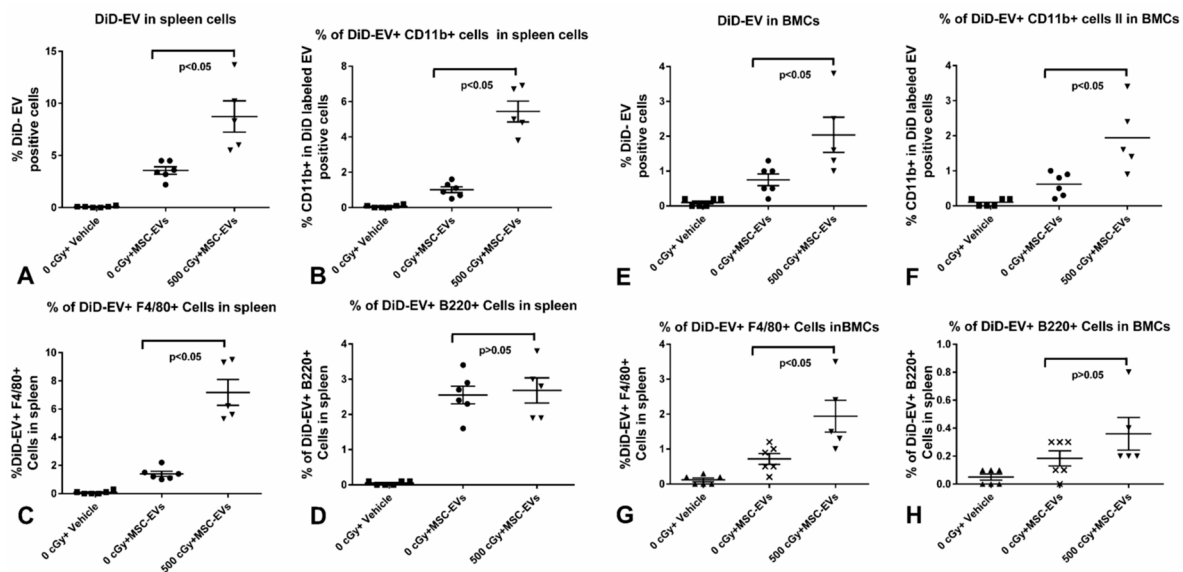 DiD-EV in spleen cells
% DiD- EV
positive cells
15
10
5
0
p<0.05
0 cGy+ Vehicle
0 cGy+MSC-EVs
500 cGy+MSC-EVs
A
% of DiD-EV+ CD11b+ cells in spleen cells
% CD11b+ in DiD labeled EV
positive cells
8
6
4
2
0
p<0.05
0 cGy+ Vehicle
0 cGy+MSC-EVs
500 cGy+MSC-EVs
B
DiD-EV in BMCs
% DiD- EV
positive cells
4
3
2
1
0
p<0.05
0 cGy+ Vehicle
0 cGy+MSC-EVs
500 cGy+MSC-EVs
E
% of DiD-EV+ CD11b+ cells II in BMCs
% CD11b+ in DiD labeled EV
positive cells
4
3
2
1
0
p<0.05
0 cGy+ Vehicle
0 cGy+MSC-EVs
500 cGy+MSC-EVs
F
% of DiD-EV+ F4/80+ Cells in spleen
%DiD-EV+ F4/80+
Cells in spleen
10
8
6
4
2
0
p<0.05
0 cGy+ Vehicle
0 cGy+MSC-EVs
500 cGy+MSC-EVs
C
% of DiD-EV+ B220+ Cells in spleen
% of DiD-EV+ B220+
Cells in spleen
4
3
2
1
0
p>0.05
0 cGy+ Vehicle
0 cGy+MSC-EVs
500 cGy+MSC-EVs
D
% of DiD-EV+ F4/80+ Cells inBMCs
%DiD-EV+ F4/80+
Cells in spleen
4
3
2
1
0
p<0.05
0 cGy+ Vehicle
0 cGy+MSC-EVs
500 cGy+MSC-EVs
G
% of DiD-EV+ B220+ Cells in BMCs
% of DiD-EV+ B220+
Cells in spleen
1.0
0.8
0.6
0.4
0.2
0.0
p>0.05
0 cGy+ Vehicle
0 cGy+MSC-EVs
500 cGy+MSC-EVs
H